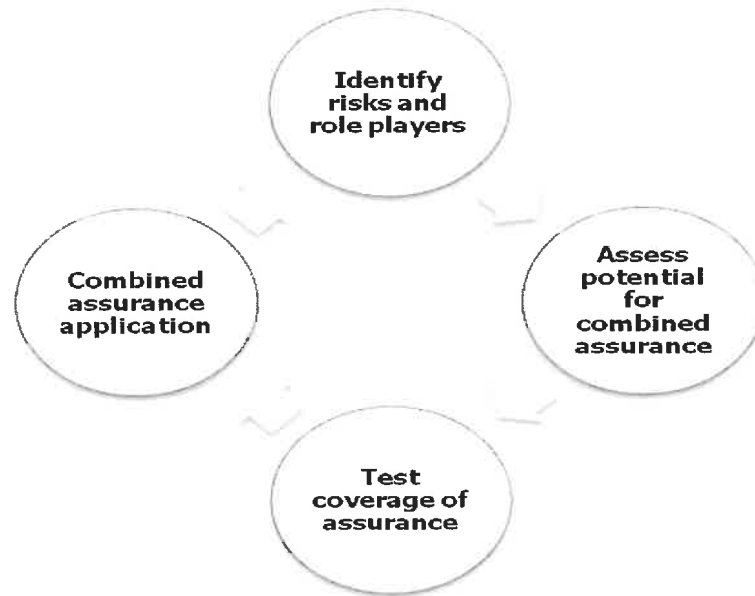 Identify
risks and
role players
Assess
potential
for
combined
assurance
Test
coverage of
assurance
Combined
assurance
application